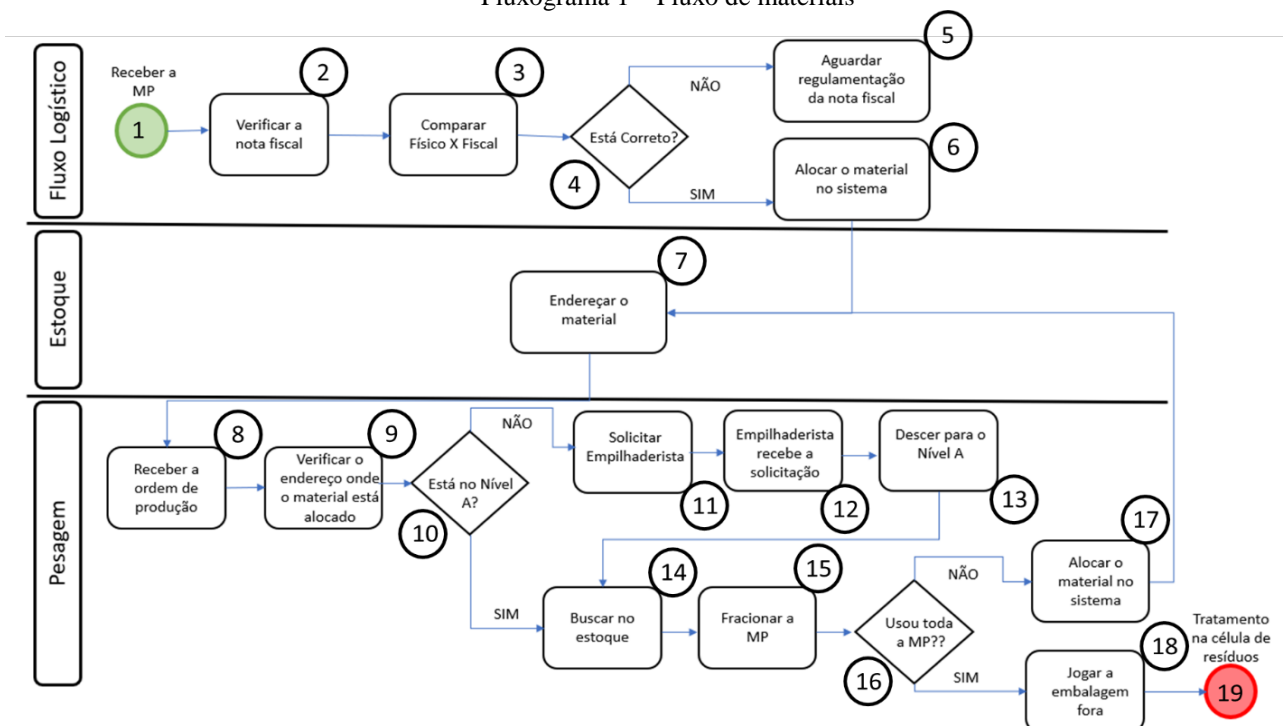 Fluxograma 1 – Fluxo de materiais
Fluxo Logístico
Receber a
MP
1
2
Verificar a
nota fiscal
3
Comparar
Físico X Fiscal
4
Está Correto?
NÃO
SIM
5
Aguardar
regulamentação
da nota fiscal
6
Alocar o material
no sistema
Estoque
7
Endereçar o
material
Pesagem
8
Receber a
ordem de
produção
9
Verificar o
endereço onde
o material está
alocado
10
Está no Nível
A?
NÃO
SIM
Solicitar
Empilhaderista
11
Empilhaderista
recebe a
solicitação
12
Descer para o
Nível A
13
14
Buscar no
estoque
15
Fracionar a
MP
16
Usou toda
a MP??
NÃO
SIM
17
Alocar o
material no
sistema
18
Jogar a
embalagem
fora
Tratamento
na célula de
resíduos
19